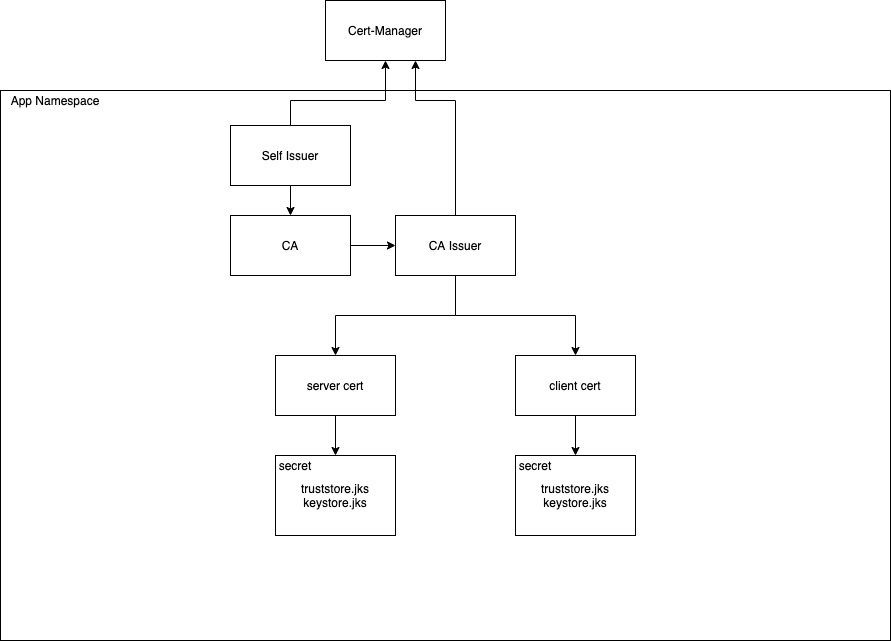 Cert-Manager
App Namespace
Self Issuer
CA
CA Issuer
server cert
client cert
secret
truststore.jks
keystore.jks
secret
truststore.jks
keystore.jks